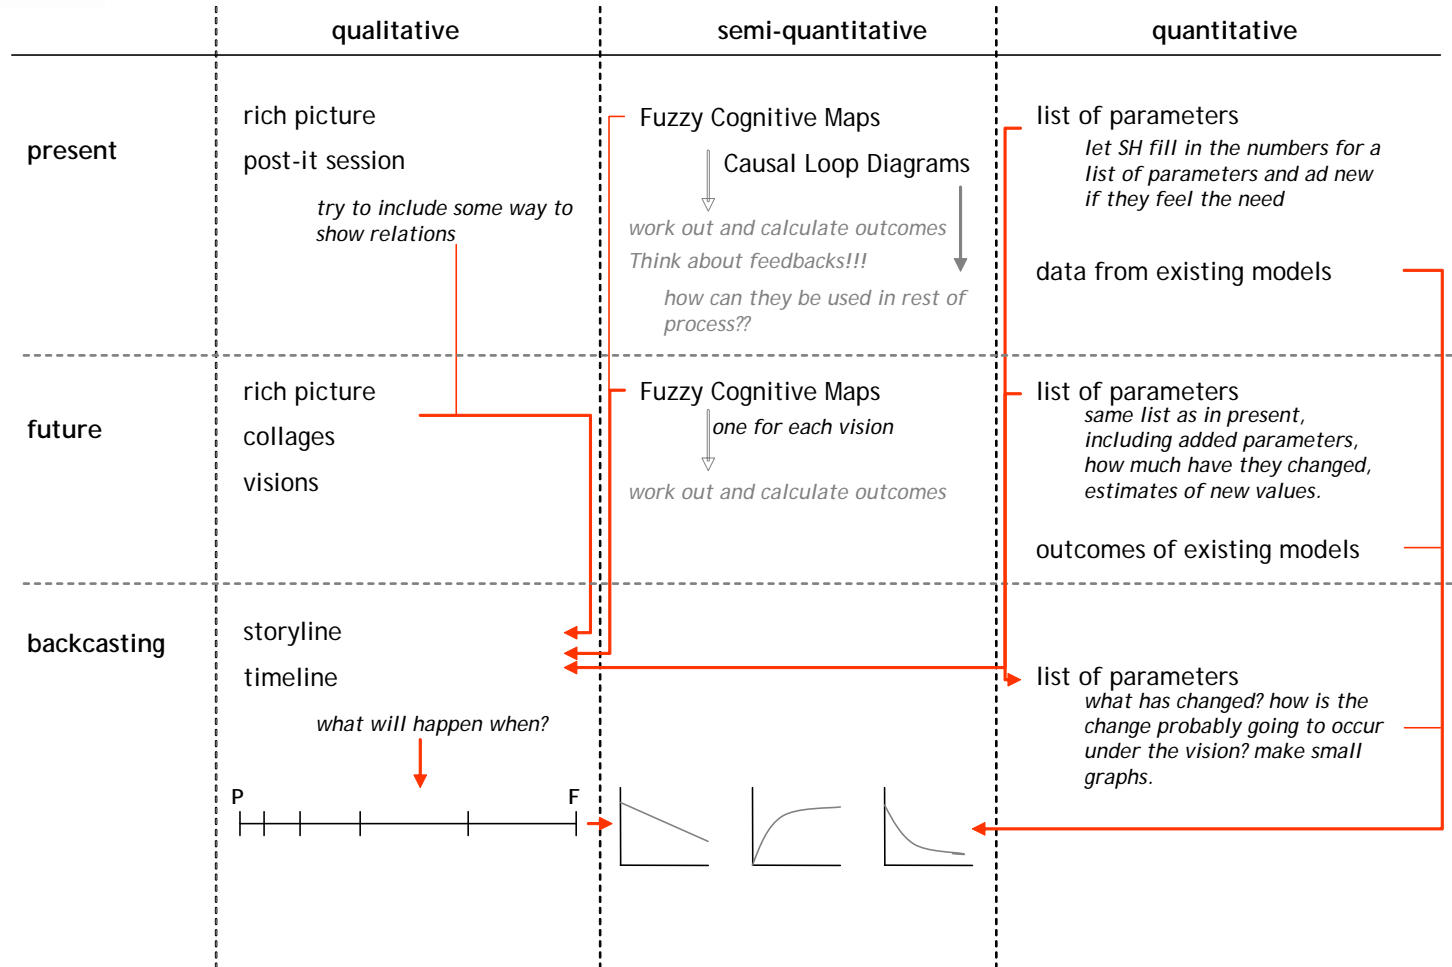 qualitative
semi-quantitative
quantitative
present
rich picture
post-it session
try to include some way to
show relations
Fuzzy Cognitive Maps
Causal Loop Diagrams
work out and calculate outcomes
Think about feedbacks!!!
how can they be used in rest of
process??
list of parameters
let SH fill in the numbers for a
list of parameters and ad new
if they feel the need
data from existing models
future
rich picture
collages
visions
Fuzzy Cognitive Maps
one for each vision
work out and calculate outcomes
list of parameters
same list as in present,
including added parameters,
how much have they changed,
estimates of new values.
outcomes of existing models
backcasting
storyline
timeline
what will happen when?
P
F
list of parameters
what has changed? how is the
change probably going to occur
under the vision? make small
graphs.